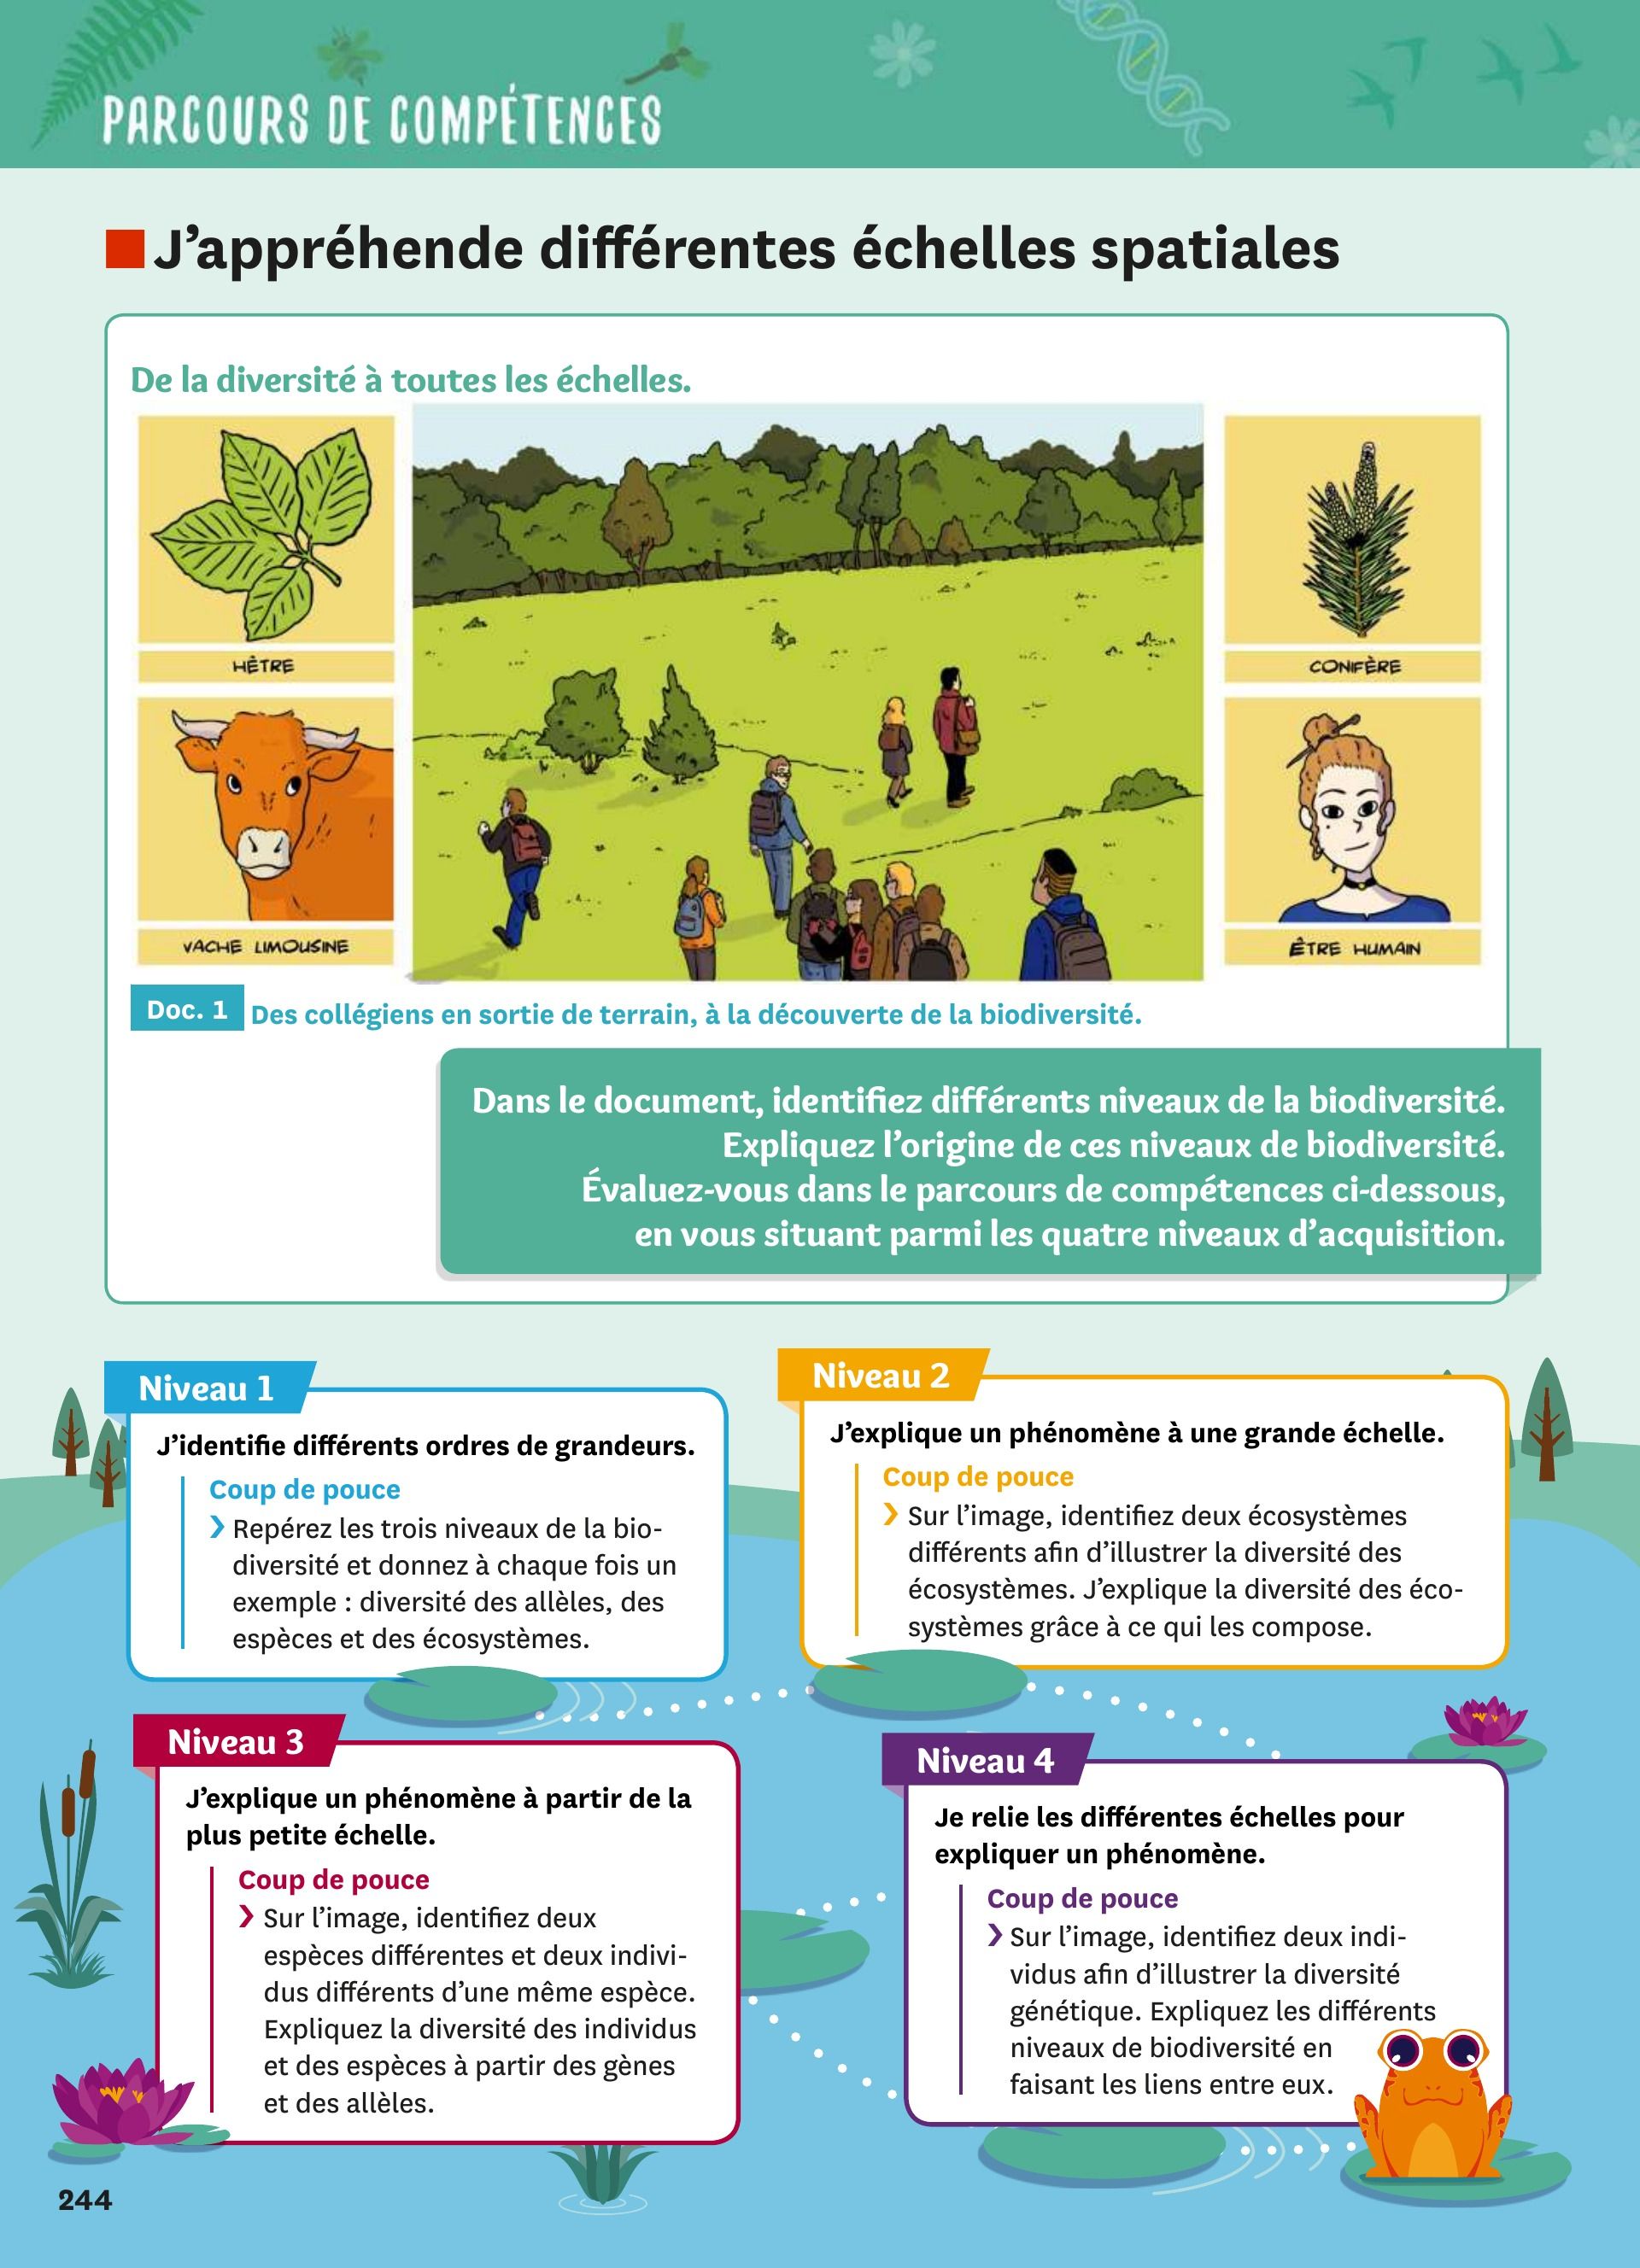 PARCOURS DE COMPÉTENCES
J'appréhende différentes échelles spatiales
De la diversité à toutes les échelles.
HÊTRE
CONIFÈRE
VACHE LIMOUSINE
ÊTRE HUMAIN
Doc. 1 Des collégiens en sortie de terrain, à la découverte de la biodiversité.
Dans le document, identifiez différents niveaux de la biodiversité.
Expliquez l'origine de ces niveaux de biodiversité.
Évaluez-vous dans le parcours de compétences ci-dessous,
en vous situant parmi les quatre niveaux d'acquisition.
Niveau 1
J'identifie différents ordres de grandeurs.
Coup de pouce
› Repérez les trois niveaux de la bio-
diversité et donnez à chaque fois un
exemple : diversité des allèles, des
espèces et des écosystèmes.
Niveau 2
J'explique un phénomène à une grande échelle.
Coup de pouce
› Sur l'image, identifiez deux écosystèmes
différents afin d'illustrer la diversité des
écosystèmes. J'explique la diversité des éco-
systèmes grâce à ce qui les compose.
Niveau 3
J'explique un phénomène à partir de la
plus petite échelle.
Coup de pouce
› Sur l'image, identifiez deux
espèces différentes et deux indivi-
dus différents d'une même espèce.
Expliquez la diversité des individus
et des espèces à partir des gènes
et des allèles.
Niveau 4
Je relie les différentes échelles pour
expliquer un phénomène.
Coup de pouce
› Sur l'image, identifiez deux indi-
vidus afin d'illustrer la diversité
génétique. Expliquez les différents
niveaux de biodiversité en
faisant les liens entre eux.
244